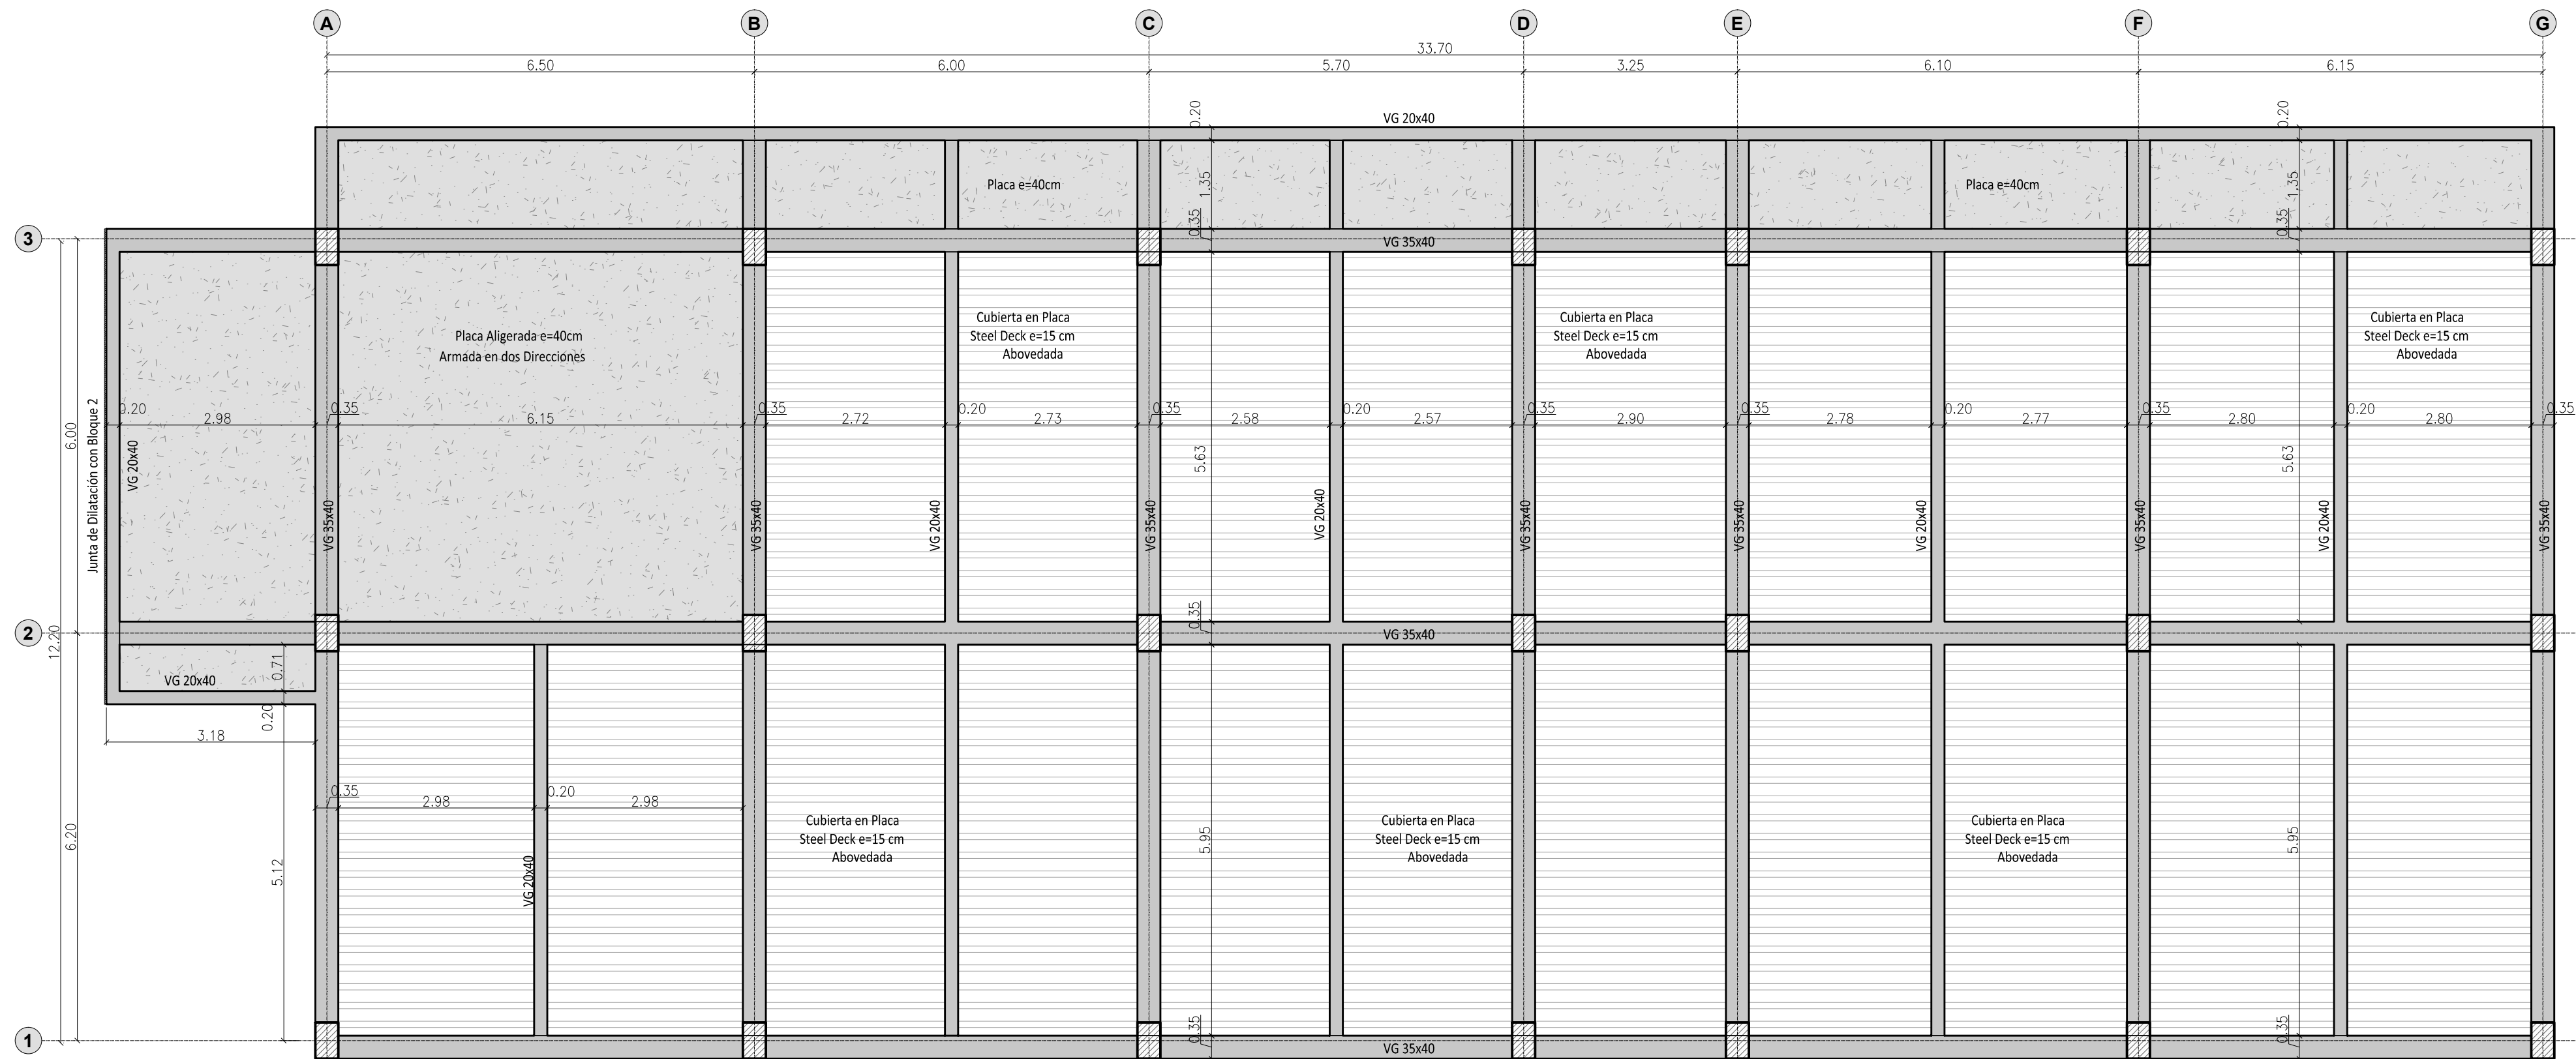 A B C D E F G
33.70
6.50 6.00 5.70 3.25 6.10 6.15
VG 20x40
0.20 0.20
Placa e=40cm
Placa e=40cm
1.35 1.35
0.35 0.35
3
VG 35x40
Cubierta en Placa
Steel Deck e=15 cm
Abovedada
Cubierta en Placa
Steel Deck e=15 cm
Abovedada
Cubierta en Placa
Steel Deck e=15 cm
Abovedada
Placa Aligerada e=40cm
Armada en dos Direcciones
0.20 0.35 0.35 0.20 0.35 0.20 0.35 0.35 0.20 0.35 0.20 0.35
2.98 6.15 2.72 2.73 2.58 2.57 2.90 2.78 2.77 2.80 2.80
Junta de Dilatación con Bloque 2
6.00
VG 20x40
5.63 5.63
VG 35x40 VG 35x40 VG 20x40 VG 35x40 VG 20x40 VG 35x40 VG 35x40 VG 20x40 VG 35x40 VG 20x40 VG 35x40
0.35
2
VG 35x40
12.20
0.71
VG 20x40
0.20
3.18
0.35 2.98 0.20 2.98
6.20
5.12
VG 20x40
Cubierta en Placa
Steel Deck e=15 cm
Abovedada
Cubierta en Placa
Steel Deck e=15 cm
Abovedada
Cubierta en Placa
Steel Deck e=15 cm
Abovedada
5.95 5.95
0.35 0.35
1
VG 35x40